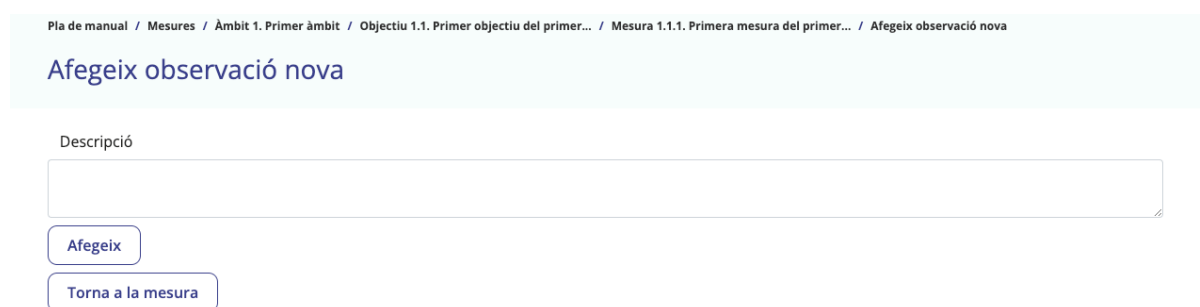 Pla de manual / Mesures / Àmbit 1. Primer àmbit / Objectiu 1.1. Primer objectiu del primer... / Mesura 1.1.1. Primera mesura del primer... / Afegeix observació nova
Afegeix observació nova
Descripció
Afegeix
Torna a la mesura